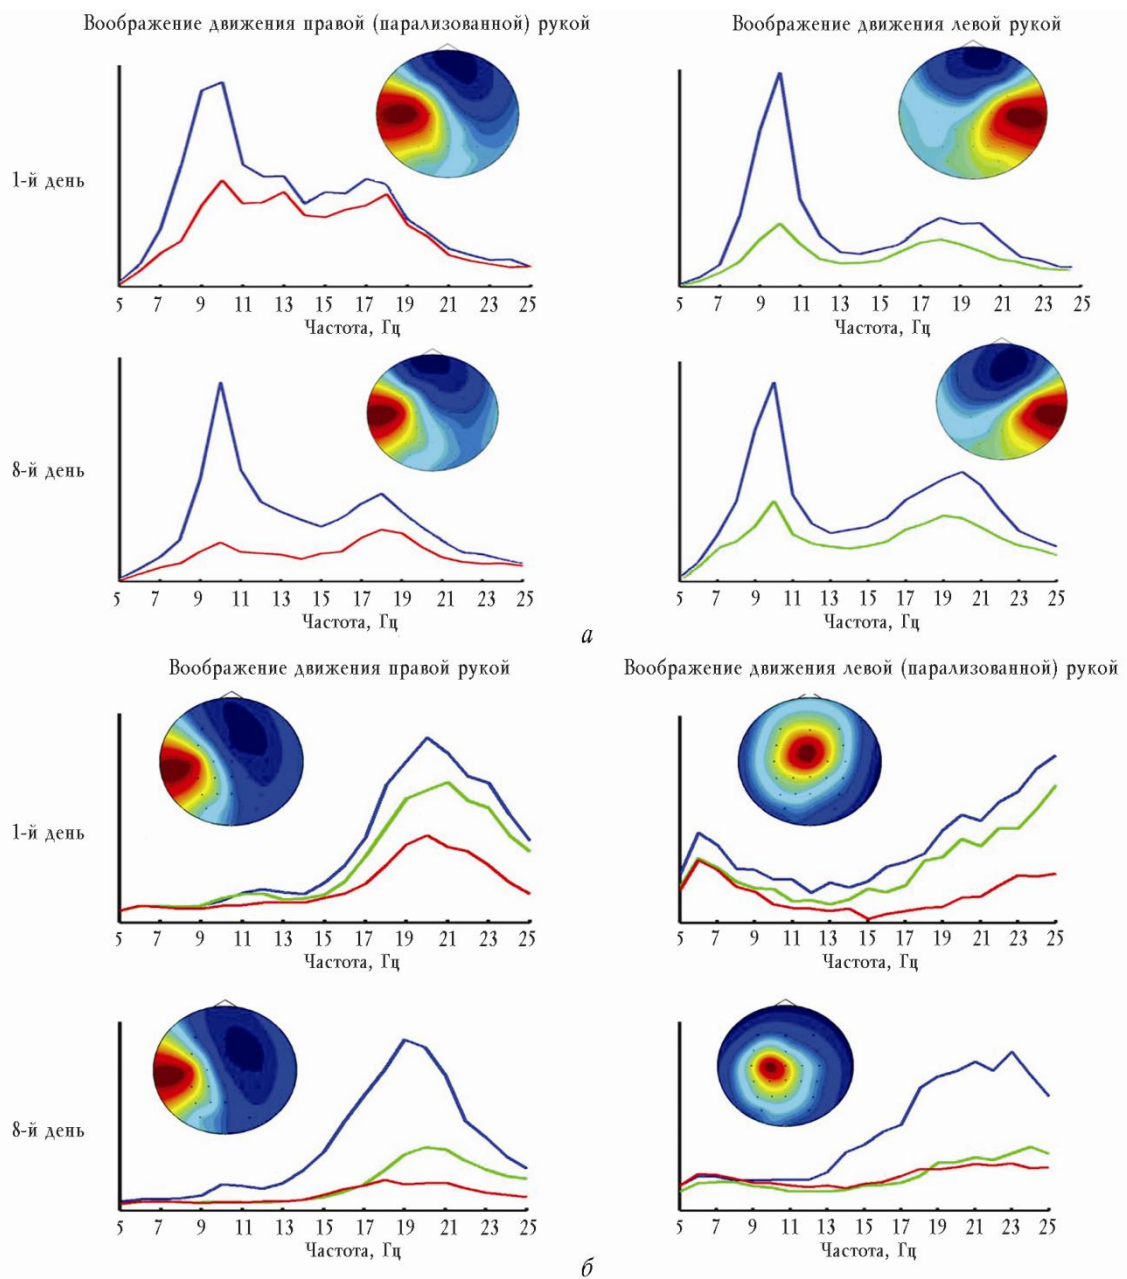 Воображение движения правой (парализованной) рукой
Воображение движения левой рукой
1-й день
5 7 9 11 13 15 17 19 21 23 25
Частота, Гц
5 7 9 11 13 15 17 19 21 23 25
Частота, Гц
8-й день
5 7 9 11 13 15 17 19 21 23 25
Частота, Гц
5 7 9 11 13 15 17 19 21 23 25
Частота, Гц
а
Воображение движения правой рукой
Воображение движения левой (парализованной) рукой
1-й день
5 7 9 11 13 15 17 19 21 23 25
Частота, Гц
5 7 9 11 13 15 17 19 21 23 25
Частота, Гц
8-й день
5 7 9 11 13 15 17 19 21 23 25
Частота, Гц
5 7 9 11 13 15 17 19 21 23 25
Частота, Гц
б